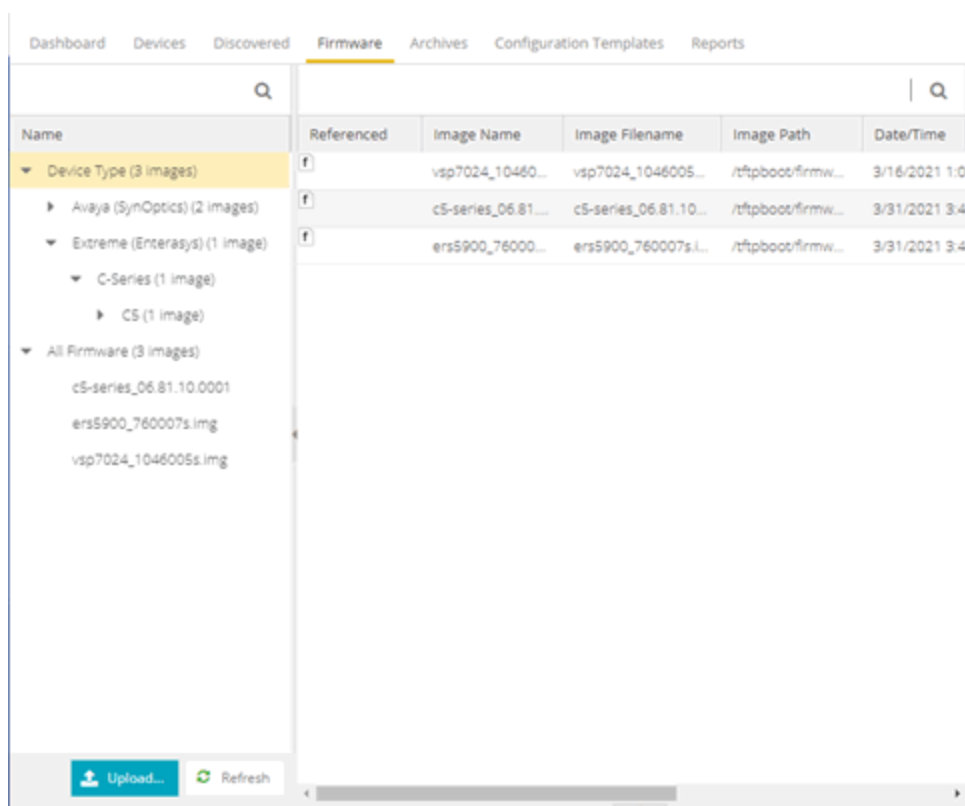 Dashboard Devices Discovered Firmware Archives Configuration Templates Reports
Name
Device Type (3 images)
Avaya (SynOptics) (2 images)
Extreme (Enterasys) (1 image)
C-Series (1 image)
C5 (1 image)
All Firmware (3 images)
c5-series_06.81.10.0001
ers5900_760007s.img
vsp7024_1046005s.img
Upload... Refresh
Referenced Image Name Image Filename Image Path Date/Time
f vsp7024_10460... vsp7024_1046005... /tftpboot/firmw... 3/16/2021 1:0
f c5-series_06.81.... c5-series_06.81.10... /tftpboot/firmw... 3/31/2021 3:4
f ers5900_76000... ers5900_760007s.i... /tftpboot/firmw... 3/31/2021 3:4